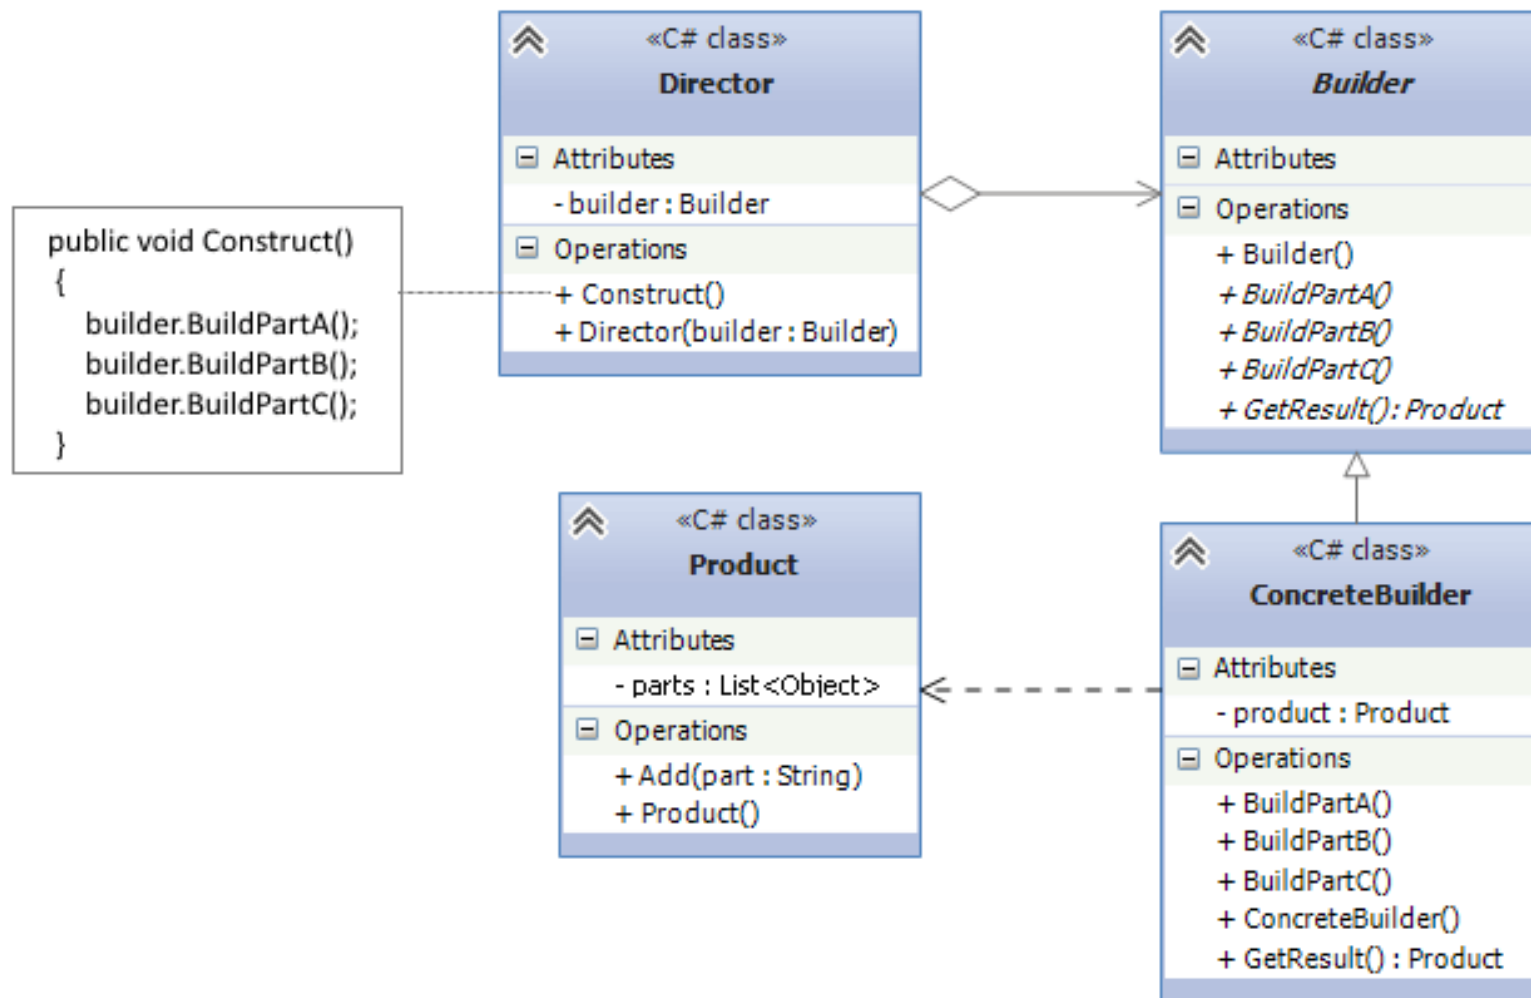 «C# class»
Director
Attributes
- builder : Builder
Operations
+ Construct()
+ Director(builder : Builder)
«C# class»
Builder
Attributes
Operations
+ Builder()
+ BuildPartA()
+ BuildPartB()
+ BuildPartC()
+ GetResult() : Product
public void Construct()
{
builder.BuildPartA();
builder.BuildPartB();
builder.BuildPartC();
}
«C# class»
Product
Attributes
- parts : List<Object>
Operations
+ Add(part : String)
+ Product()
«C# class»
ConcreteBuilder
Attributes
- product : Product
Operations
+ BuildPartA()
+ BuildPartB()
+ BuildPartC()
+ ConcreteBuilder()
+ GetResult() : Product